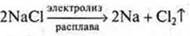 2NaCl электролиз расплава → 2Na + Cl₂↑